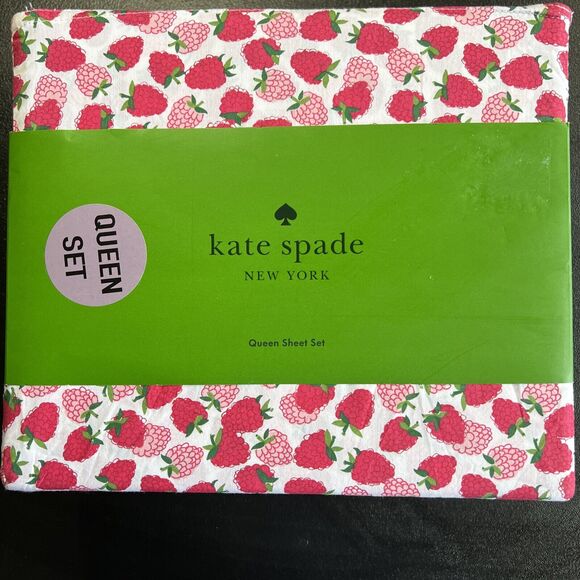 QUEEN
SET
kate spade
NEW YORK
Queen Sheet Set